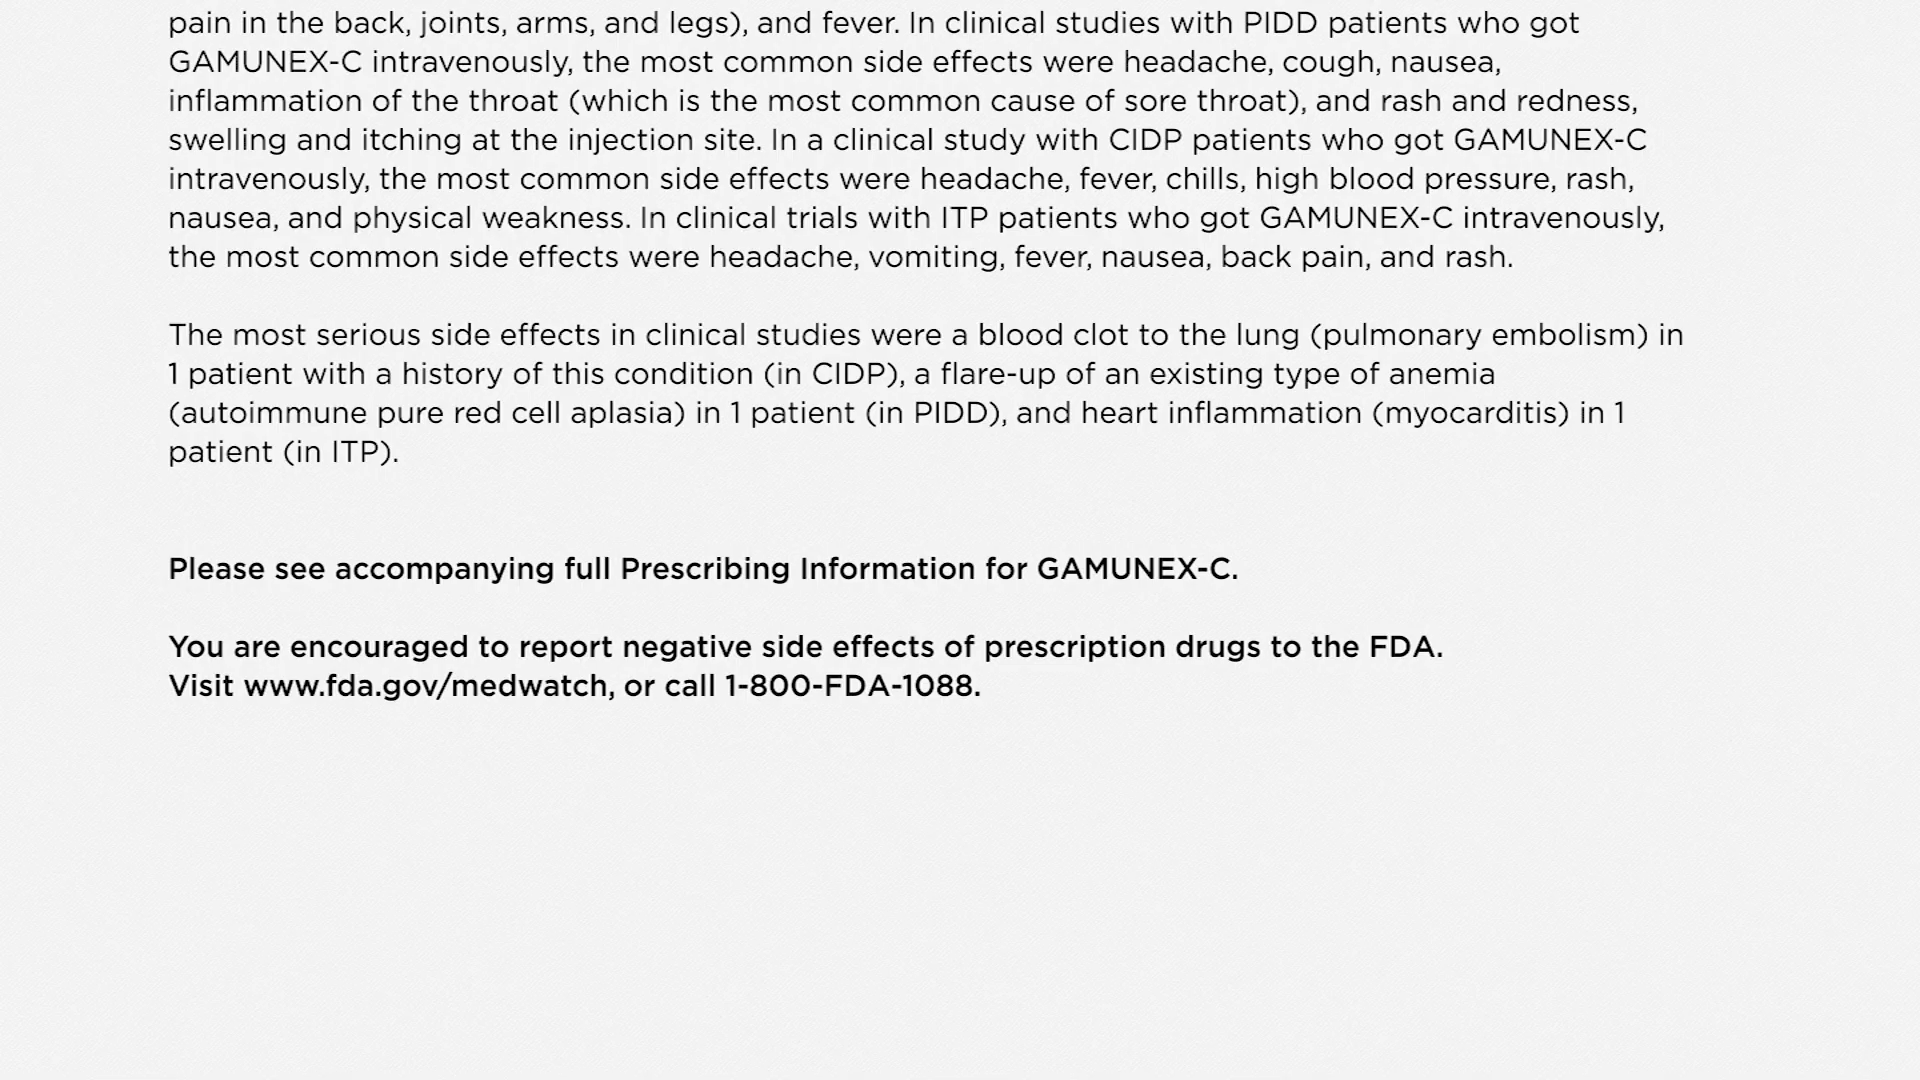 pain in the back, joints, arms, and legs), and fever. In clinical studies with PIDD patients who got
GAMUNEX-C intravenously, the most common side effects were headache, cough, nausea,
inflammation of the throat (which is the most common cause of sore throat), and rash and redness,
swelling and itching at the injection site. In a clinical study with CIDP patients who got GAMUNEX-C
intravenously, the most common side effects were headache, fever, chills, high blood pressure, rash,
nausea, and physical weakness. In clinical trials with ITP patients who got GAMUNEX-C intravenously,
the most common side effects were headache, vomiting, fever, nausea, back pain, and rash.
The most serious side effects in clinical studies were a blood clot to the lung (pulmonary embolism) in
1 patient with a history of this condition (in CIDP), a flare-up of an existing type of anemia
(autoimmune pure red cell aplasia) in 1 patient (in PIDD), and heart inflammation (myocarditis) in 1
patient (in ITP).
Please see accompanying full Prescribing Information for GAMUNEX-C.
You are encouraged to report negative side effects of prescription drugs to the FDA.
Visit www.fda.gov/medwatch, or call 1-800-FDA-1088.